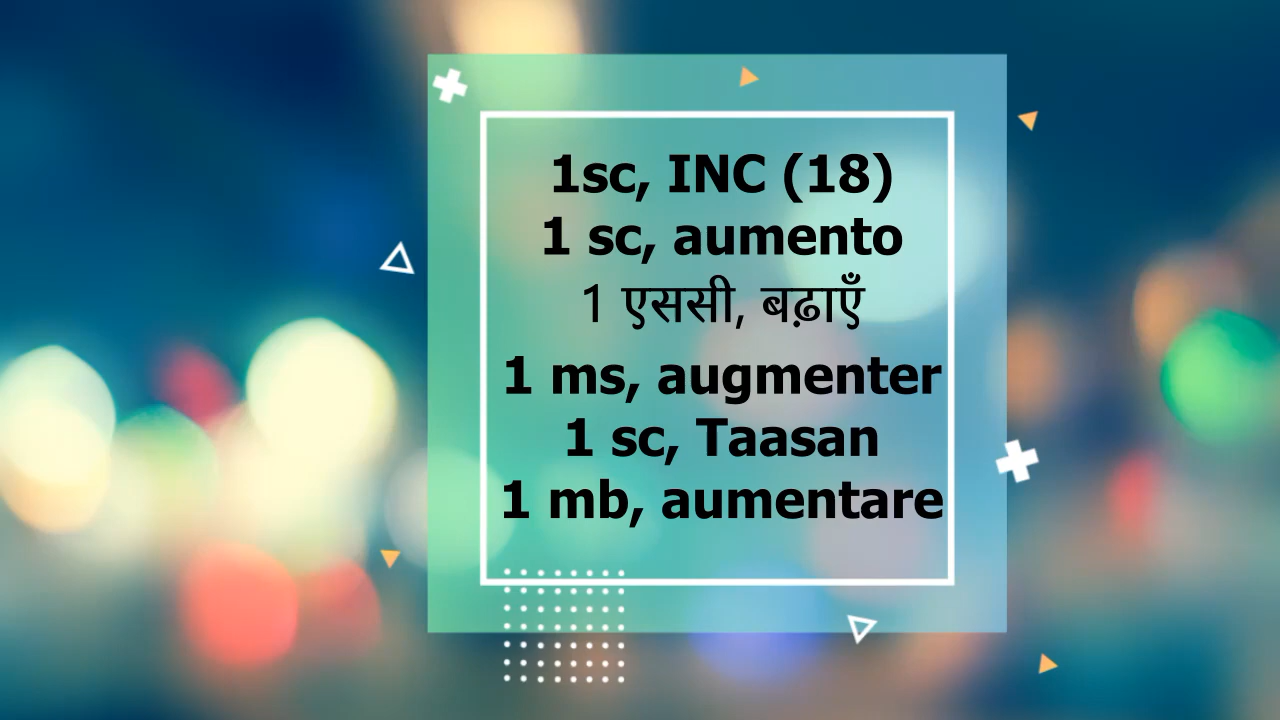 1sc, INC (18)
1 sc, aumento
1 एससी, बढ़ाएँ
1 ms, augmenter
1 sc, Taasan
1 mb, aumentare